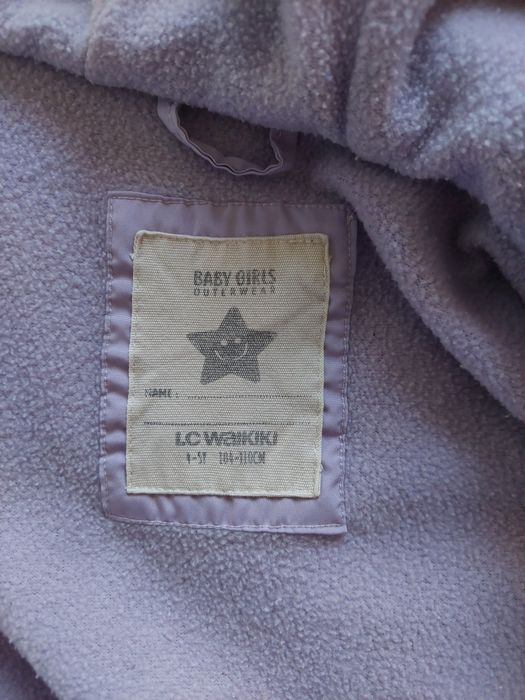 BABY GIRLS
OUTERWEAR
NAME:
LC WAIKIKI
4-5Y 104-110CM